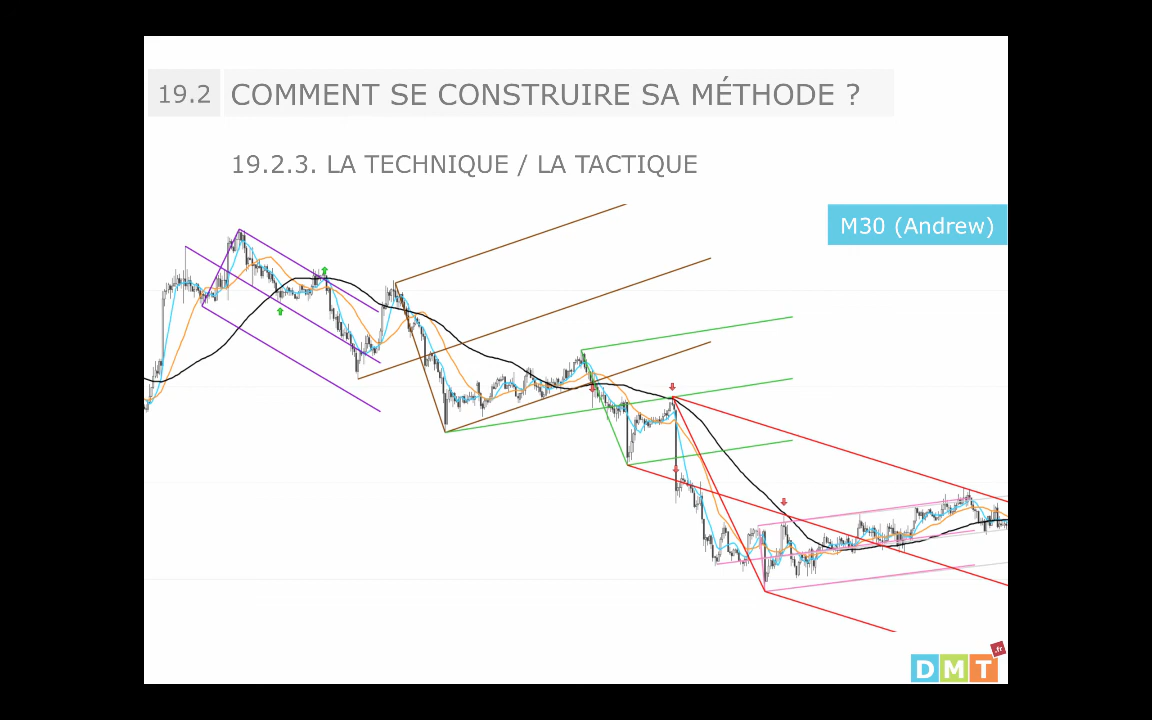 19.2 COMMENT SE CONSTRUIRE SA MÉTHODE ?
19.2.3. LA TECHNIQUE / LA TACTIQUE
M30 (Andrew)
DMT.fr